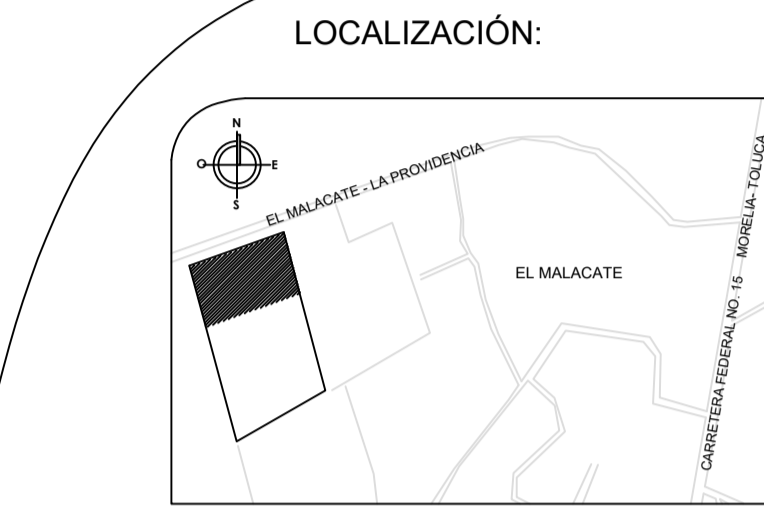 LOCALIZACIÓN:
N
O
E
S
EL MALACATE - LA PROVIDENCIA
EL MALACATE
CARRETERA FEDERAL NO. 15 MORELIA- TOLUCA